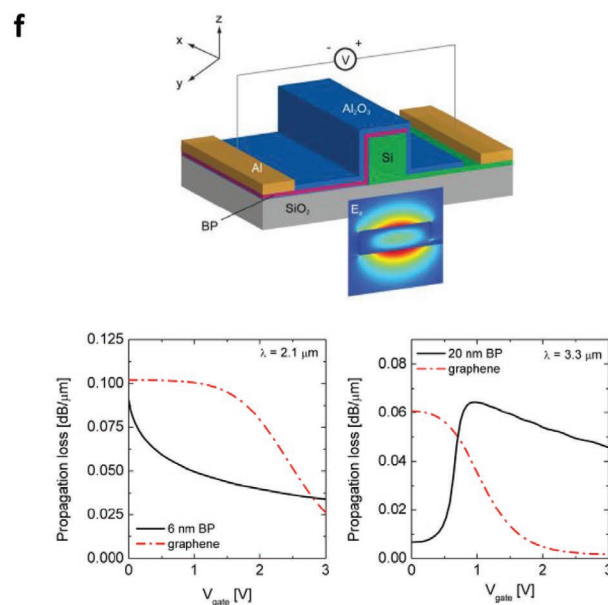 f
z
x
y
- V +
Al₂O₃
Si
Al
SiO₂
BP
E_z
0.125
0.100
0.075
0.050
0.025
0.000
Propagation loss [dB/μm]
λ = 2.1 μm
6 nm BP
graphene
0 1 2 3
V_gate [V]
0.08
0.06
0.04
0.02
0.00
Propagation loss [dB/μm]
20 nm BP
graphene
λ = 3.3 μm
0 1 2 3
V_gate [V]